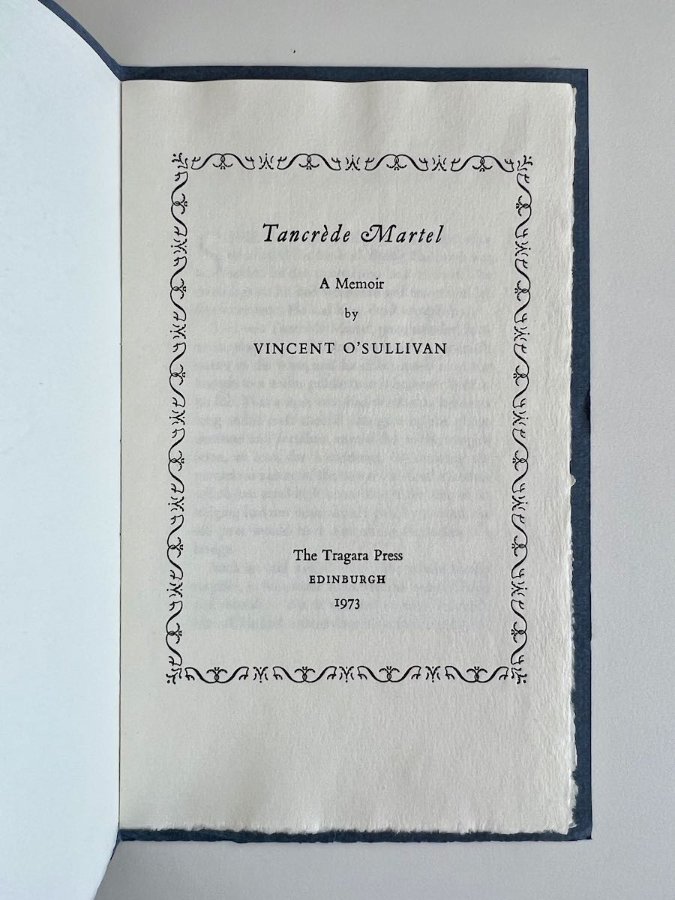 Tancrède Martel
A Memoir
by
VINCENT O'SULLIVAN
The Tragara Press
EDINBURGH
1973